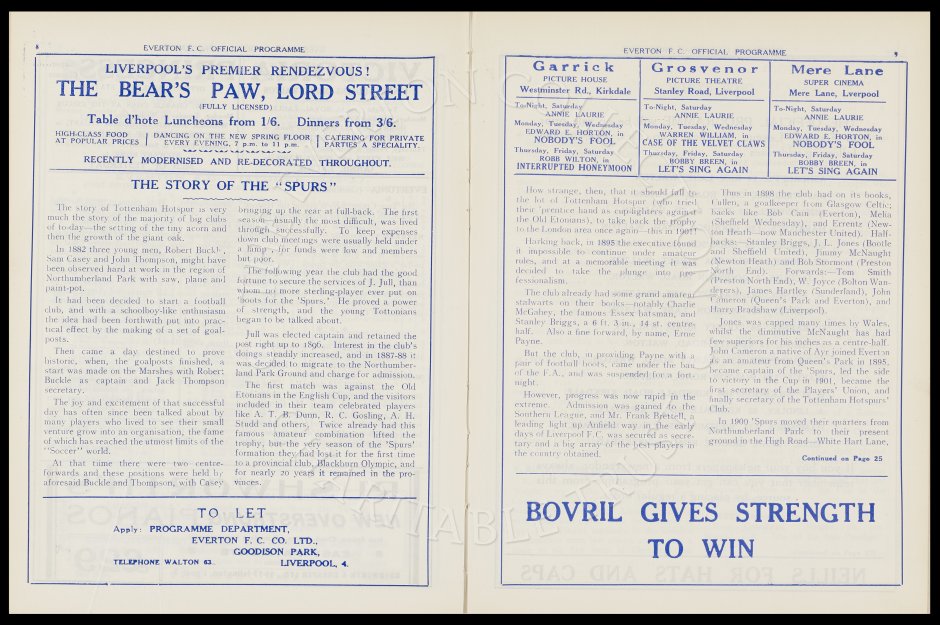 8
EVERTON F.C. OFFICIAL PROGRAMME
LIVERPOOL'S PREMIER RENDEZVOUS!
THE BEAR'S PAW, LORD STREET
(FULLY LICENSED)
Table d'hote Luncheons from 1/6. Dinners from 3/6.
HIGH-CLASS FOOD
AT POPULAR PRICES
DANCING ON THE NEW SPRING FLOOR
EVERY EVENING, 7 p.m. to 11 p.m.
CATERING FOR PRIVATE
PARTIES A SPECIALITY.
RECENTLY MODERNISED AND RE-DECORATED THROUGHOUT.
THE STORY OF THE "SPURS"
The story of Tottenham Hotspur is very
much the story of the majority of big clubs
of to-day—the setting of the tiny acorn and
then the growth of the giant oak.
In 1882 three young men, Robert Buckle,
Sam Casey and John Thompson, might have
been observed hard at work in the region of
Northumberland Park with saw, plane and
paint-pot.
It had been decided to start a football
club, and with a schoolboy-like enthusiasm
the idea had been forthwith put into prac-
tical effect by the making of a set of goal-
posts.
Then came a day destined to prove
historic, when, the goalposts finished, a
start was made on the Marshes with Robert
Buckle as captain and Jack Thompson
secretary.
The joy and excitement of that successful
day has often since been talked about by
many players who lived to see their small
venture grow into an organisation, the fame
of which has reached the utmost limits of the
"Soccer" world.
At that time there were two centre-
forwards and these positions were held by
aforesaid Buckle and Thompson, with Casey
bringing up the rear at full-back. The first
season—usually the most difficult, was lived
through successfully. To keep expenses
down club meetings were usually held under
a lamp, for funds were low and members
but poor.
The following year the club had the good
fortune to secure the services of J. Jull, than
whom no more sterling-player ever put on
boots for the 'Spurs.' He proved a power
of strength, and the young Tottonians
began to be talked about.
Jull was elected captain and retained the
post right up to 1896. Interest in the club's
doings steadily increased, and in 1887-88 it
was decided to migrate to the Northumber-
land Park Ground and charge for admission.
The first match was against the Old
Etonians in the English Cup, and the visitors
included in their team celebrated players
like A. T. B. Dunn, R. C. Gosling, A. H.
Studd and others. Twice already had this
famous amateur combination lifted the
trophy, but the very season of the 'Spurs'
formation they had lost it for the first time
to a provincial club, Blackburn Olympic, and
for nearly 20 years it remained in the pro-
vinces.
TO LET
Apply: PROGRAMME DEPARTMENT,
EVERTON F.C. CO. LTD.,
GOODISON PARK,
TELEPHONE WALTON 63. LIVERPOOL, 4.
EVERTON F. C. OFFICIAL PROGRAMME
9
Garrick
PICTURE HOUSE
Westminster Rd., Kirkdale
To-Night, Saturday
ANNIE LAURIE
Monday, Tuesday, Wednesday
EDWARD E. HORTON, in
NOBODY'S FOOL
Thursday, Friday, Saturday
ROBB WILTON, in
INTERRUPTED HONEYMOON
Grosvenor
PICTURE THEATRE
Stanley Road, Liverpool
To-Night, Saturday
ANNIE LAURIE
Monday, Tuesday, Wednesday
WARREN WILLIAM, in
CASE OF THE VELVET CLAWS
Thursday, Friday, Saturday
BOBBY BREEN, in
LET'S SING AGAIN
Mere Lane
SUPER CINEMA
Mere Lane, Lverpool
To-Night, Saturday
ANNIE LAURIE
Monday, Tuesday, Wednesday
EDWARD E. HORTON, in
NOBODY'S FOOL
Thursday, Friday, Saturday
BOBBY BREEN, in
LET'S SING AGAIN
How strange, then, that it should fall to
the lot of Tottenham Hotspur (who tried
their 'prentice hand as cupfighters against
the Old Etonians), to take back the trophy
to the London area once again—this in 1901!
Harking back, on 1895 the executive found
it impossible to continue under amateur
rules, and at a memorable meeting it was
decided to take the plunge into pro-
fessionalism.
The club already had some grand amateur
stalwarts on their books—notably Charlie
McGahey, the famous Essex batsman, and
Stanley Briggs, a 6 ft. 3 in., 14 st. centre-
half. Also a fine forward, by name, Ernie
Payne.
But the club, in providing Payne with a
pair of football boots, came under the ban
of the F.A., and was suspended for a fort-
night.
However, progress was now rapid in the
extreme. Admission was gained to the
Southern League, and Mr. Frank Brettell, a
leading light up Anfield way in the early
days of Liverpool F.C. was secured as secre-
tary and a big array of the best players in
the country obtained.
Thus in 1898 the club had on its books,
Cullen, a goalkeeper from Glasgow Celtic;
backs like Bob Cain (Everton), Melia
(Sheffield Wednesday), and Erentz (New-
ton Heath—now Manchester United). Half-
backs:—Stanley Briggs, J. L. Jones (Bootle
and Sheffield United), Jimmy McNaught
(Newton Heath) and Bob Stormont (Preston
North End). Forwards:—Tom Smith
(Preston North End), W. Joyce (Bolton Wan-
derers), James Hartley (Sunderland), John
Cameron (Queen's Park and Everton), and
Harry Bradshaw (Liverpool).
Jones was capped many times by Wales,
whilst the diminutive McNaught has had
few superiors for his inches as a centre-half.
John Cameron a native of Ayr joined Everton
as an amateur from Queen's Park in 1895,
became captain of the 'Spurs, led the side
to victory in the Cup in 1901, became the
first secretary of the Players' Union, and
finally secretary of the Tottenham Hotspurs'
Club.
In 1900 'Spurs moved their quarters from
Northumberland Park to their present
ground in the High Road—White Hart Lane,
Continued on Page 25
BOVRIL GIVES STRENGTH
TO WIN